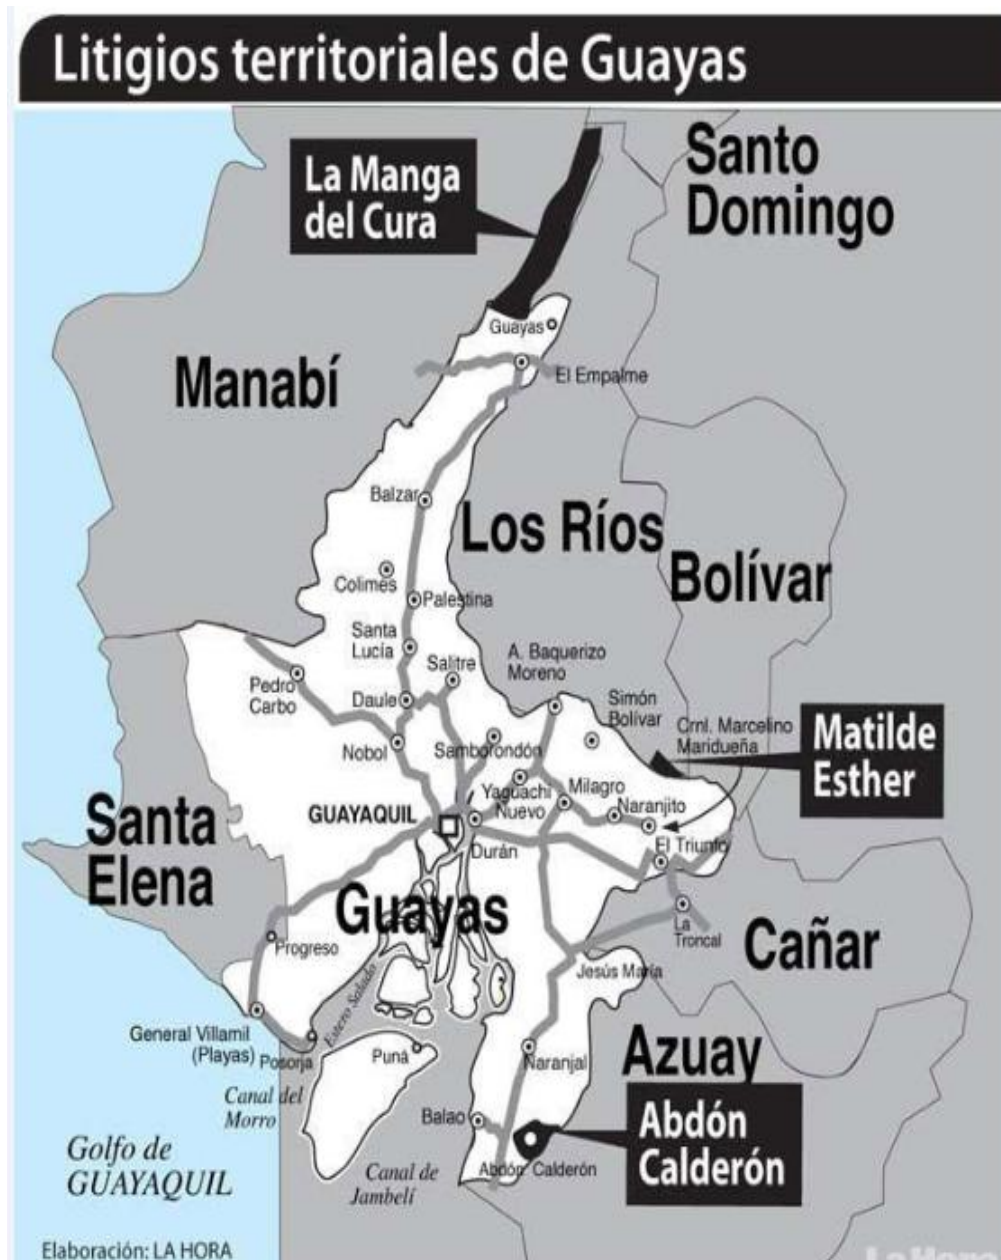 Litigios territoriales de Guayas
La Manga
del Cura
Santo
Domingo
Guayas
El Empalme
Manabí
Balzar
Los Ríos
Bolívar
Colimes
Palestina
Santa
Lucía
Salitre
A. Baquerizo
Moreno
Pedro
Carbo
Daule
Simón
Bolívar
Crnl. Marcelino
Maridueña
Matilde
Esther
Nobol
Samborondón
Yaguachi
Nuevo
Milagro
Naranjito
GUAYAQUIL
Durán
El Triunfo
Santa
Elena
Guayas
La
Troncal
Cañar
Progreso
Jesús María
Estero Salado
General Villamil
(Playas)
Posorja
Puná
Naranjal
Azuay
Canal del
Morro
Balao
Abdón
Calderón
Golfo de
GUAYAQUIL
Canal de
Jambelí
Abdón Calderón
Elaboración: LA HORA
La Hora